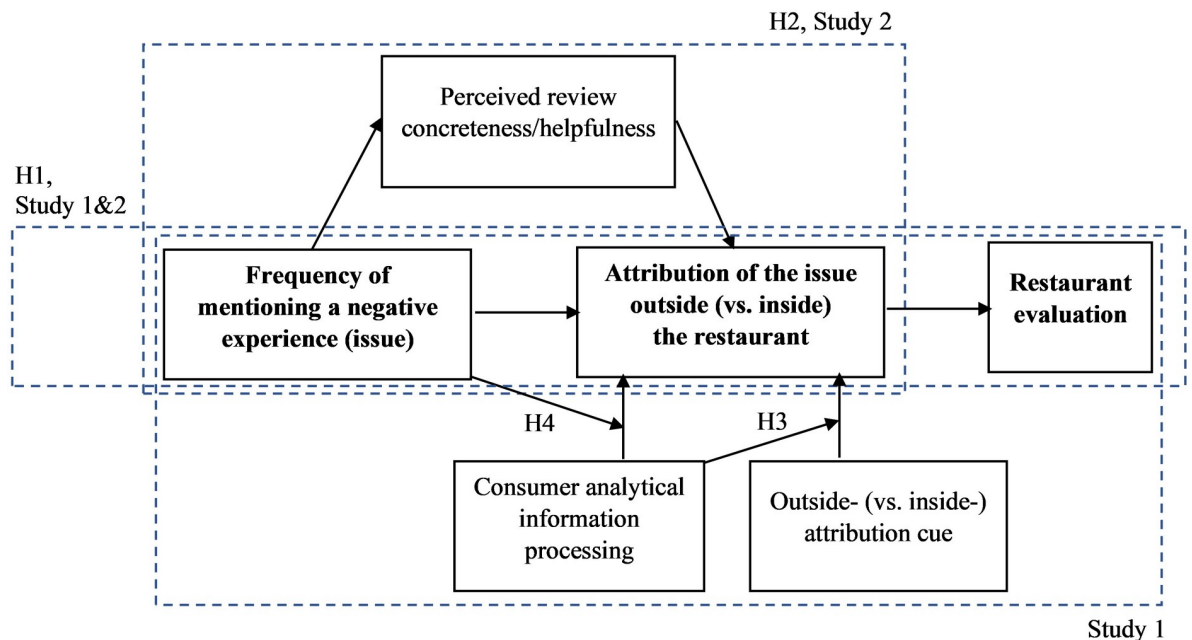 H2, Study 2
Perceived review
concreteness/helpfulness
H1,
Study 1&2
Frequency of
mentioning a negative
experience (issue)
Attribution of the issue
outside (vs. inside)
the restaurant
Restaurant
evaluation
H4
H3
Consumer analytical
information
processing
Outside- (vs. inside-)
attribution cue
Study 1